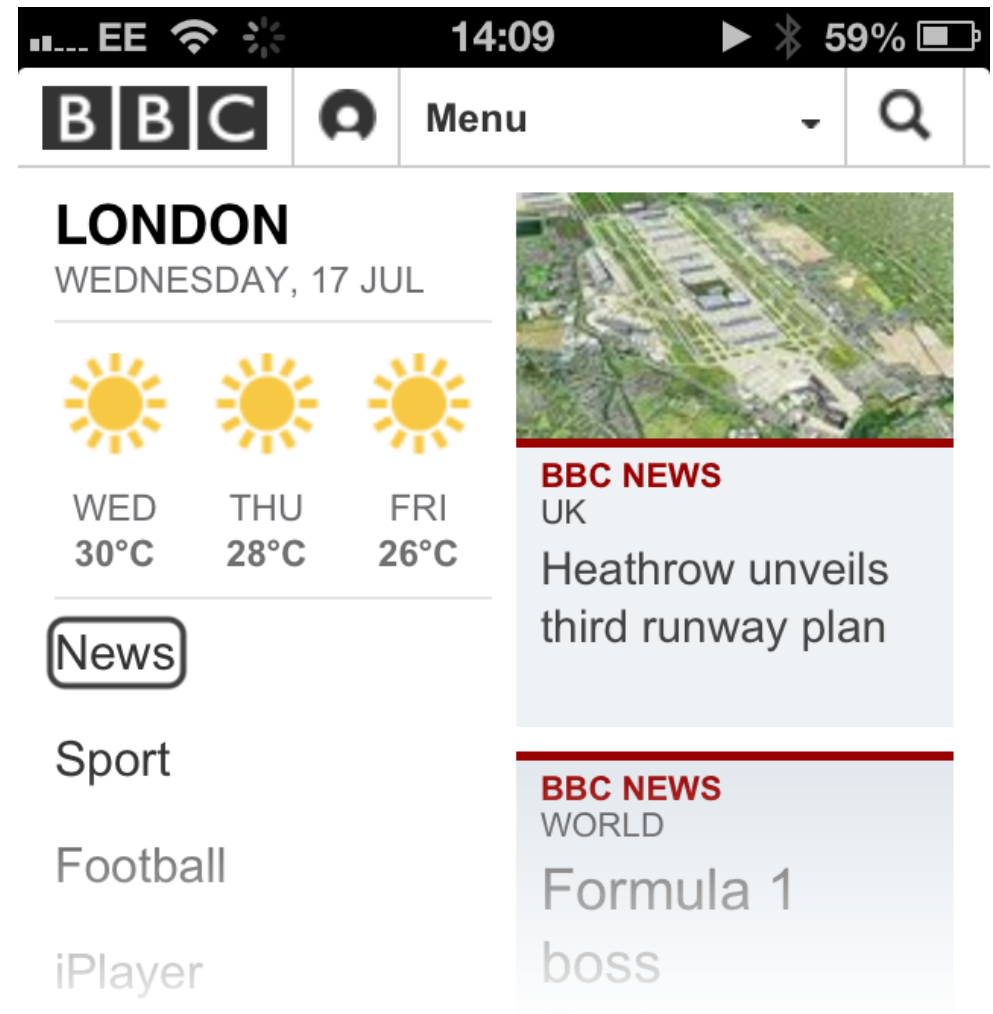 EE 14:09 59%
BBC Menu
LONDON
WEDNESDAY, 17 JUL
WED THU FRI
30°C 28°C 26°C
News
Sport
Football
iPlayer
BBC NEWS
UK
Heathrow unveils
third runway plan
BBC NEWS
WORLD
Formula 1
boss